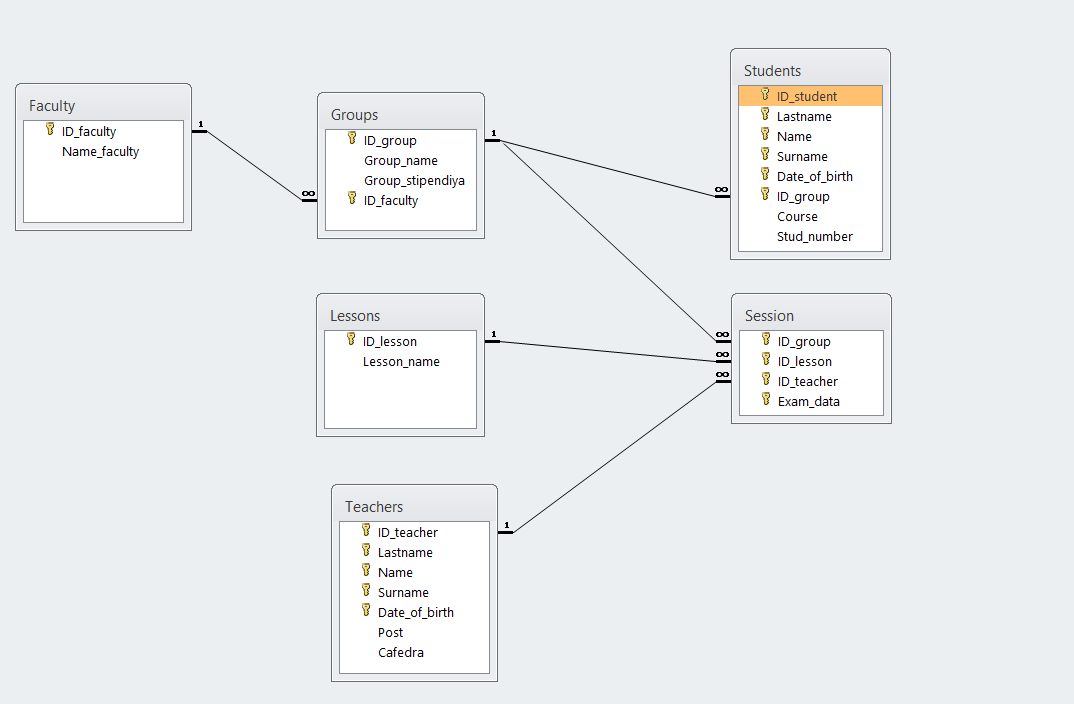 Faculty
ID_faculty
Name_faculty
1
∞
Groups
ID_group
Group_name
Group_stipendiya
ID_faculty
1
∞
Students
ID_student
Lastname
Name
Surname
Date_of_birth
ID_group
Course
Stud_number
Lessons
ID_lesson
Lesson_name
1
∞
∞
∞
Session
ID_group
ID_lesson
ID_teacher
Exam_data
Teachers
ID_teacher
Lastname
Name
Surname
Date_of_birth
Post
Cafedra
1